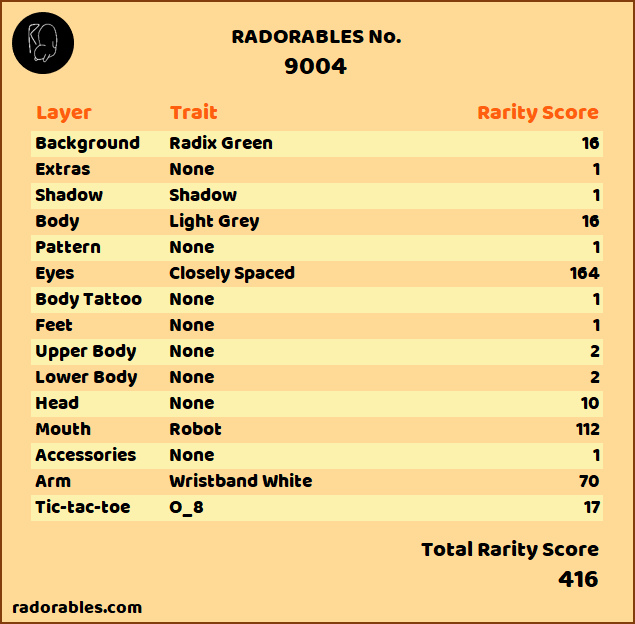 RADORABLES No.
9004
Layer Trait Rarity Score
Background Radix Green 16
Extras None 1
Shadow Shadow 1
Body Light Grey 16
Pattern None 1
Eyes Closely Spaced 164
Body Tattoo None 1
Feet None 1
Upper Body None 2
Lower Body None 2
Head None 10
Mouth Robot 112
Accessories None 1
Arm Wristband White 70
Tic-tac-toe O_8 17
Total Rarity Score
416
radorables.com